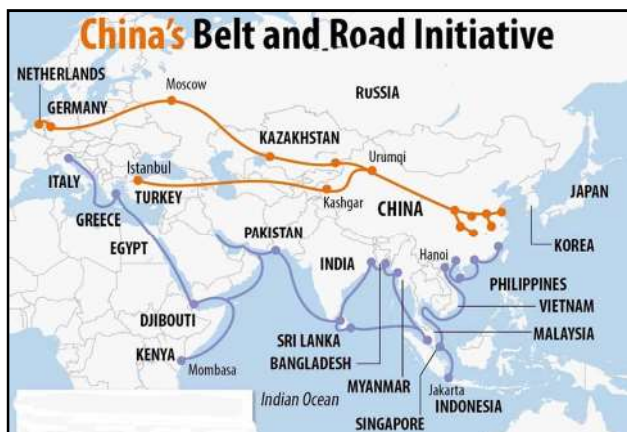 China's Belt and Road Initiative
NETHERLANDS
GERMANY
Moscow
RUSSIA
KAZAKHSTAN
Urumqi
ITALY
Istanbul
TURKEY
Kashgar
CHINA
JAPAN
GREECE
KOREA
EGYPT
PAKISTAN
INDIA
Hanoi
PHILIPPINES
VIETNAM
DJIBOUTI
SRI LANKA
MALAYSIA
BANGLADESH
KENYA
Mombasa
MYANMAR
Jakarta
Indian Ocean
INDONESIA
SINGAPORE